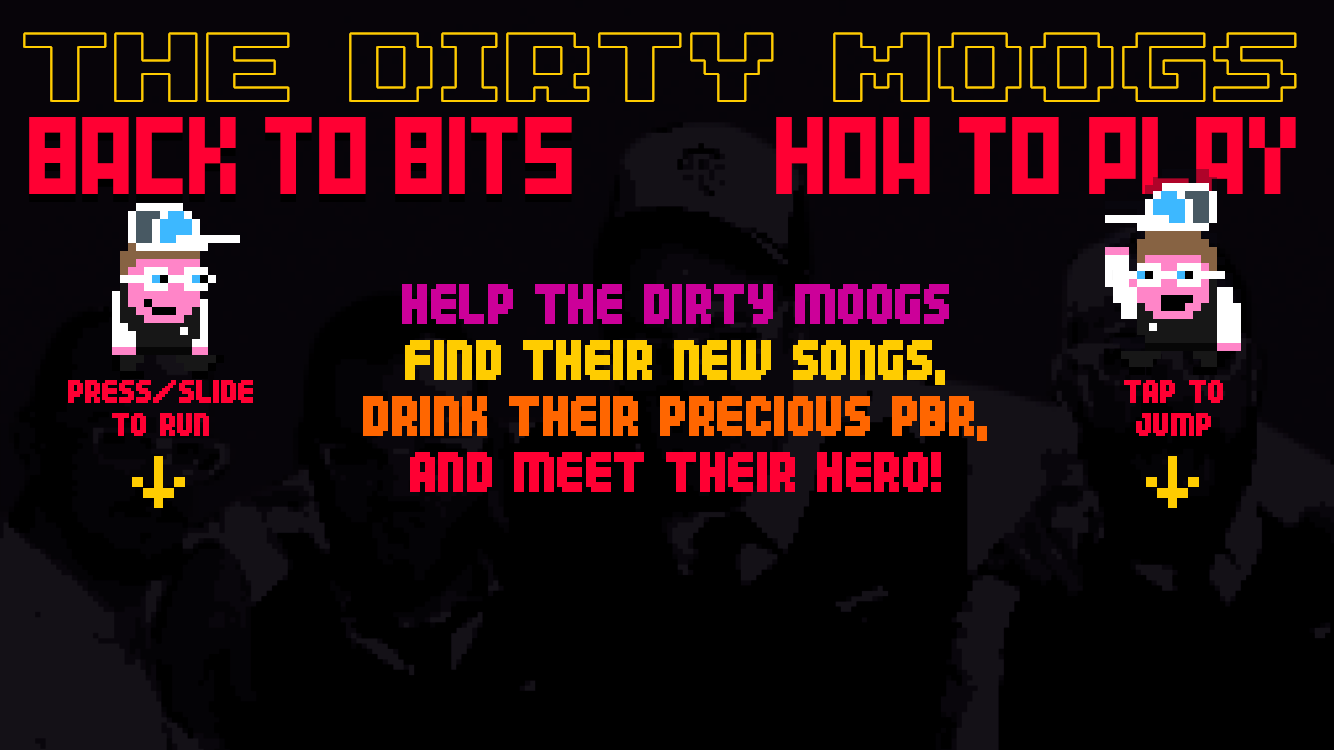 THE DIRTY MOOGS
BACK TO BITS
HOW TO PLAY
HELP THE DIRTY MOOGS
FIND THEIR NEW SONGS,
DRINK THEIR PRECIOUS PBR,
AND MEET THEIR HERO!
PRESS/SLIDE
TO RUN
TAP TO
JUMP